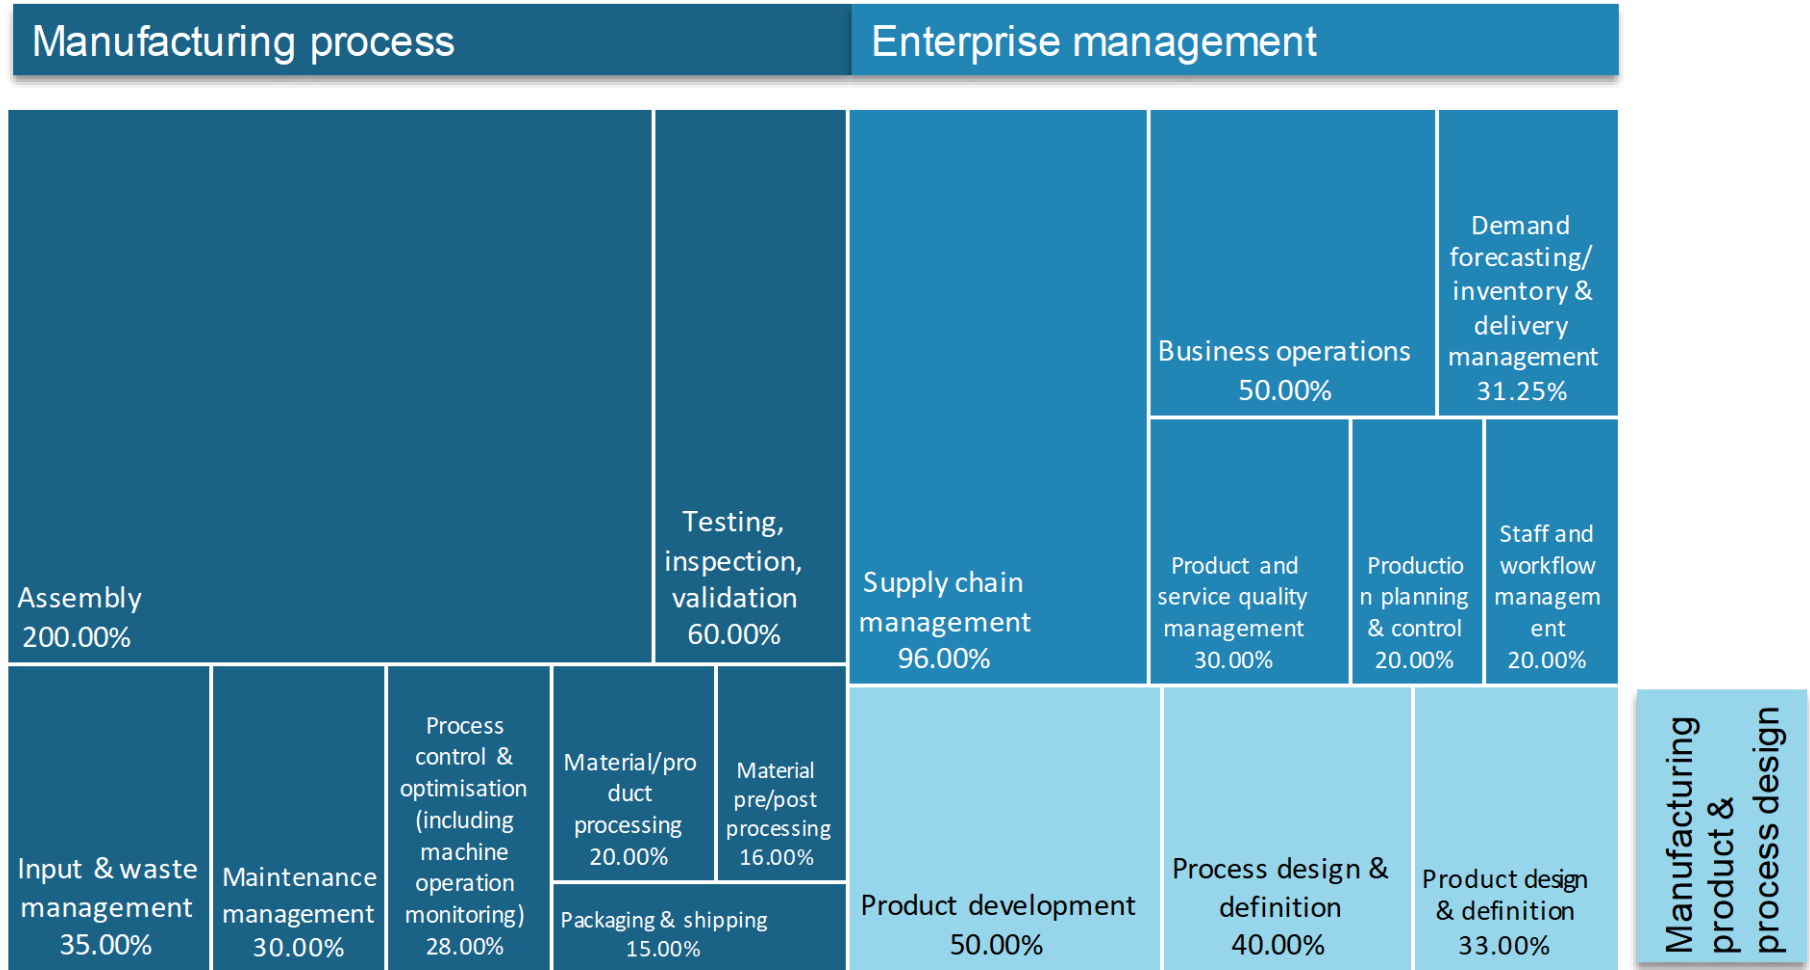 Manufacturing process
Enterprise management
Assembly
200.00%
Testing,
inspection,
validation
60.00%
Supply chain
management
96.00%
Business operations
50.00%
Demand
forecasting/
inventory &
delivery
management
31.25%
Product and
service quality
management
30.00%
Productio
n planning
& control
20.00%
Staff and
workflow
managem
ent
20.00%
Input & waste
management
35.00%
Maintenance
management
30.00%
Process
control &
optimisation
(including
machine
operation
monitoring)
28.00%
Material/pro
duct
processing
20.00%
Material
pre/post
processing
16.00%
Packaging & shipping
15.00%
Product development
50.00%
Process design &
definition
40.00%
Product design
& definition
33.00%
Manufacturing
product &
process design